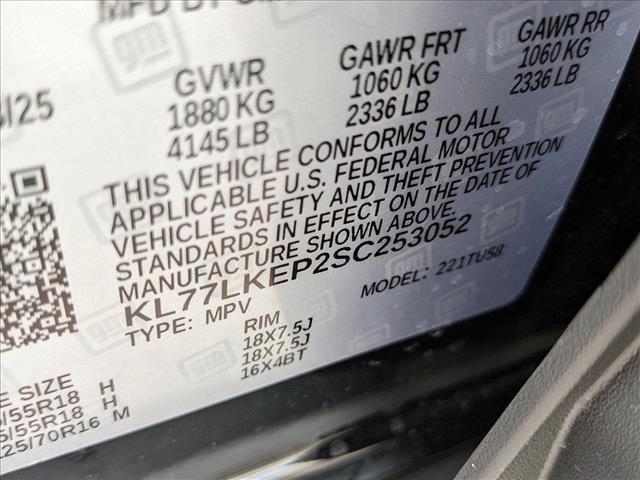 MFD BY
/25
GVWR GAWR FRT GAWR RR
1880 KG 1060 KG 1060 KG
4145 LB 2336 LB 2336 LB
THIS VEHICLE CONFORMS TO ALL
APPLICABLE U.S. FEDERAL MOTOR
VEHICLE SAFETY AND THEFT PREVENTION
STANDARDS IN EFFECT ON THE DATE OF
MANUFACTURE SHOWN ABOVE.
KL77LKEP2SC253052
TYPE: MPV MODEL: 221TU58
RIM
18X7.5J
18X7.5J
16X4BT
E SIZE
/55R18 H
5/55R18 H
25/70R16 M
gm